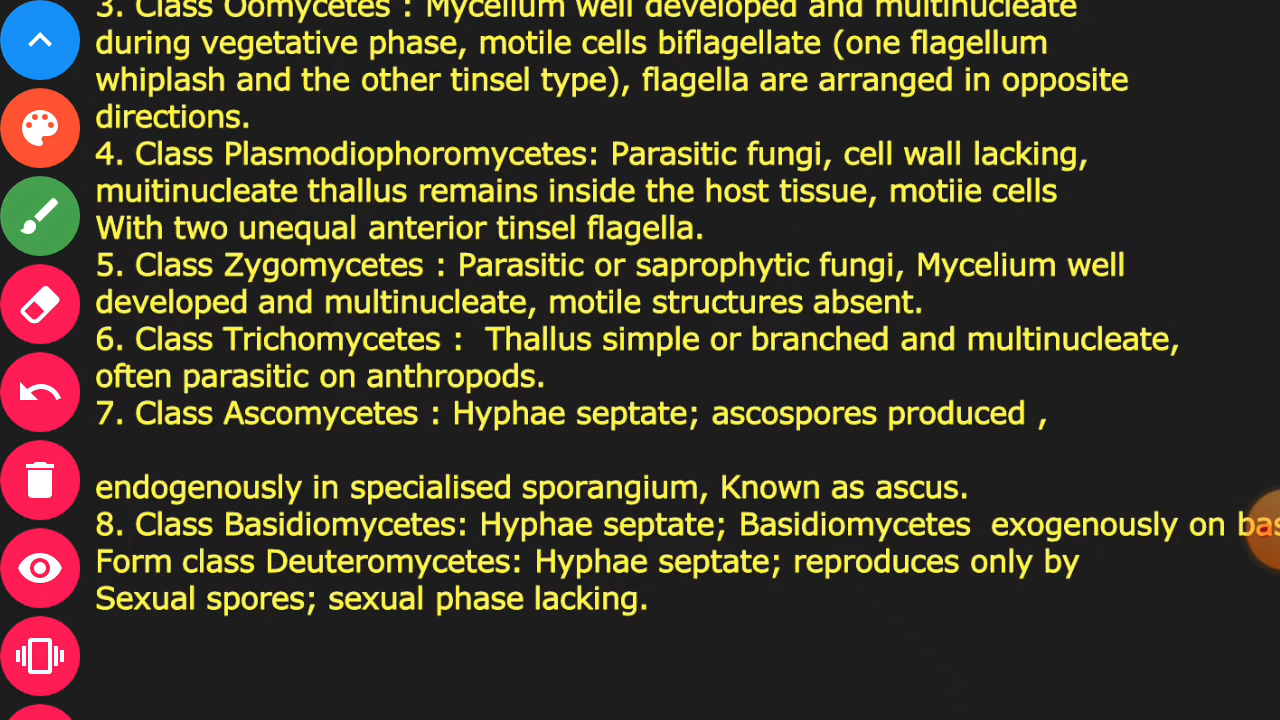 3. Class Oomycetes : Mycelium well developed and multinucleate
during vegetative phase, motile cells biflagellate (one flagellum
whiplash and the other tinsel type), flagella are arranged in opposite
directions.
4. Class Plasmodiophoromycetes: Parasitic fungi, cell wall lacking,
muitinucleate thallus remains inside the host tissue, motiie cells
With two unequal anterior tinsel flagella.
5. Class Zygomycetes : Parasitic or saprophytic fungi, Mycelium well
developed and multinucleate, motile structures absent.
6. Class Trichomycetes :  Thallus simple or branched and multinucleate,
often parasitic on anthropods.
7. Class Ascomycetes : Hyphae septate; ascospores produced ,
endogenously in specialised sporangium, Known as ascus.
8. Class Basidiomycetes: Hyphae septate; Basidiomycetes  exogenously on
Form class Deuteromycetes: Hyphae septate; reproduces only by
Sexual spores; sexual phase lacking.